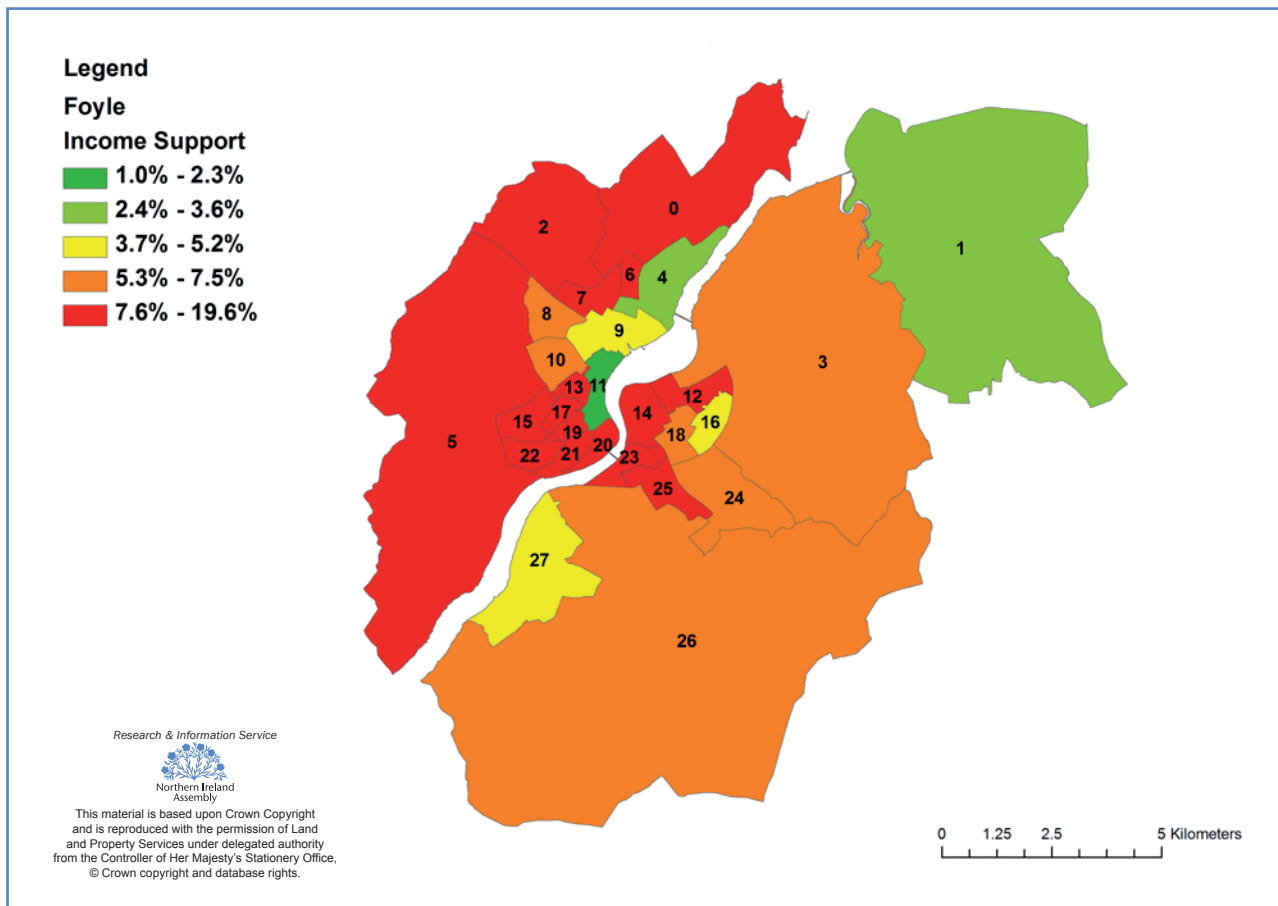 Legend
Foyle
Income Support
1.0% - 2.3%
2.4% - 3.6%
3.7% - 5.2%
5.3% - 7.5%
7.6% - 19.6%
0
2
1
6
4
7
8
9
3
10
11
13
12
14
17
15
16
5
19
18
20
22
21
23
25
24
27
26
Research & Information Service
Northern Ireland
Assembly
This material is based upon Crown Copyright
and is reproduced with the permission of Land
and Property Services under delegated authority
from the Controller of Her Majesty's Stationery Office,
© Crown copyright and database rights.
0 1.25 2.5 5 Kilometers